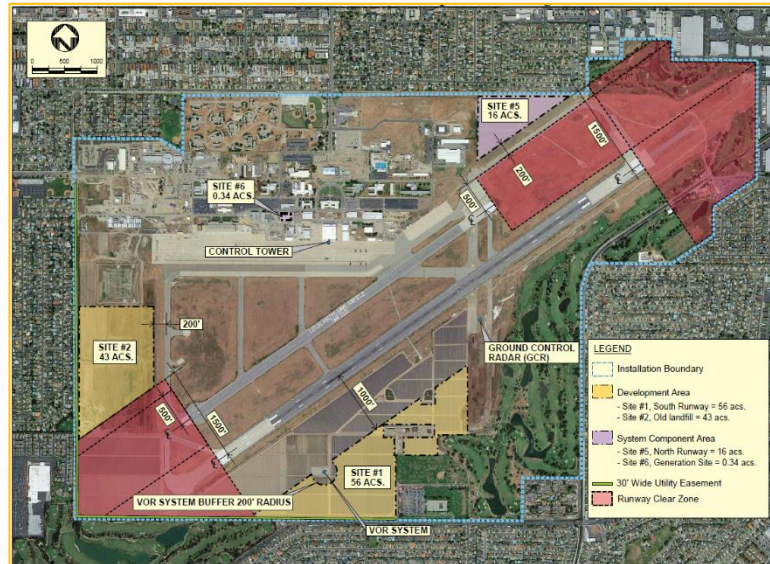 N
0 500 1000
SITE #5
16 ACS.
1500'
200'
500'
SITE #6
0.34 ACS.
CONTROL TOWER
SITE #2
43 ACS.
200'
GROUND CONTROL
RADAR (GCR)
500'
1500'
1000'
SITE #1
56 ACS.
VOR SYSTEM BUFFER 200' RADIUS
VOR SYSTEM
LEGEND
Installation Boundary
Development Area
- Site #1, South Runway = 56 acs.
- Site #2, Old landfill = 43 acs.
System Component Area
- Site #5, North Runway = 16 acs.
- Site #6, Generation Site = 0.34 acs.
30' Wide Utility Easement
Runway Clear Zone